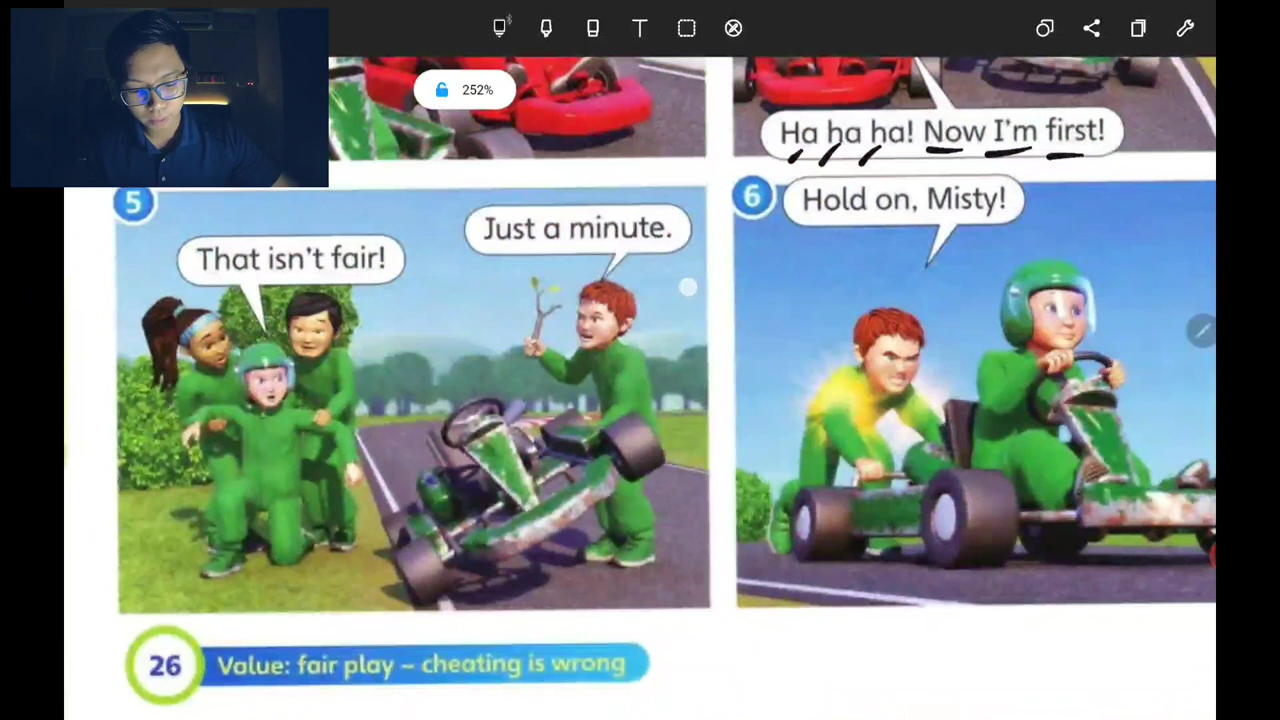 252%
Ha ha ha! Now I'm first!
5
That isn't fair!
Just a minute.
6
Hold on, Misty!
26
Value: fair play – cheating is wrong